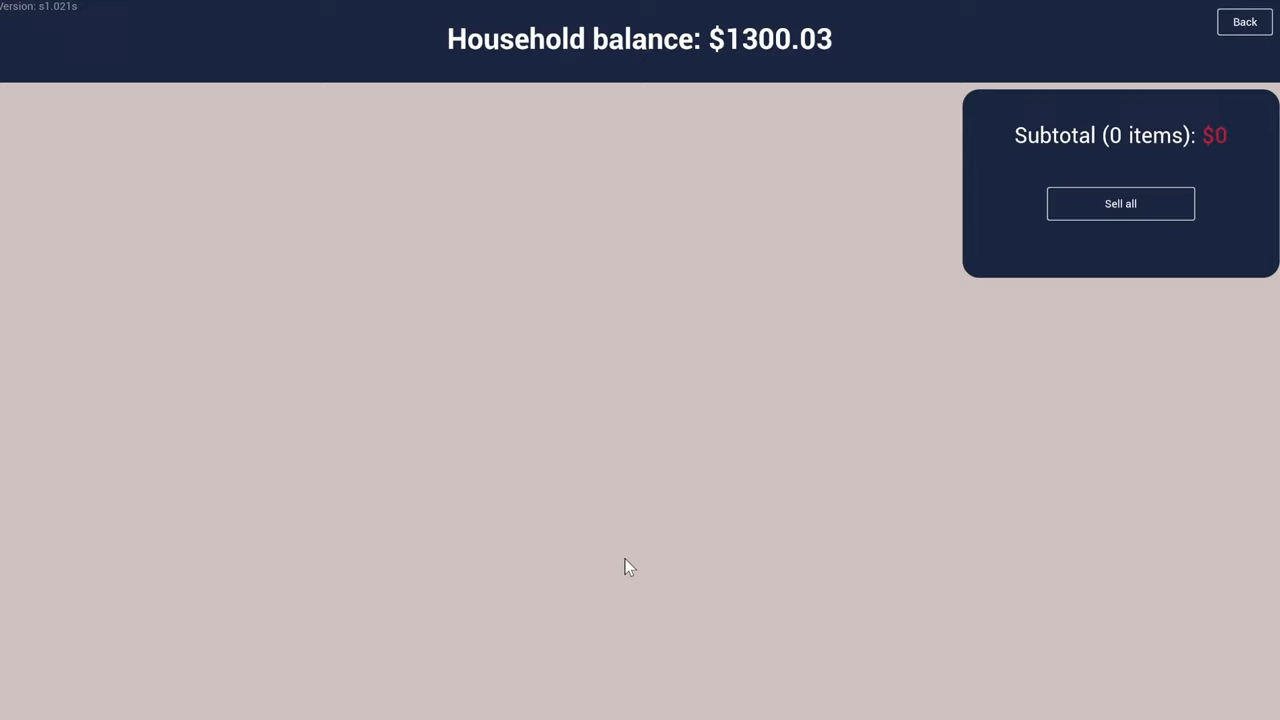 Version: s1.021s
Household balance: $1300.03
Back
Subtotal (0 items): $0
Sell all